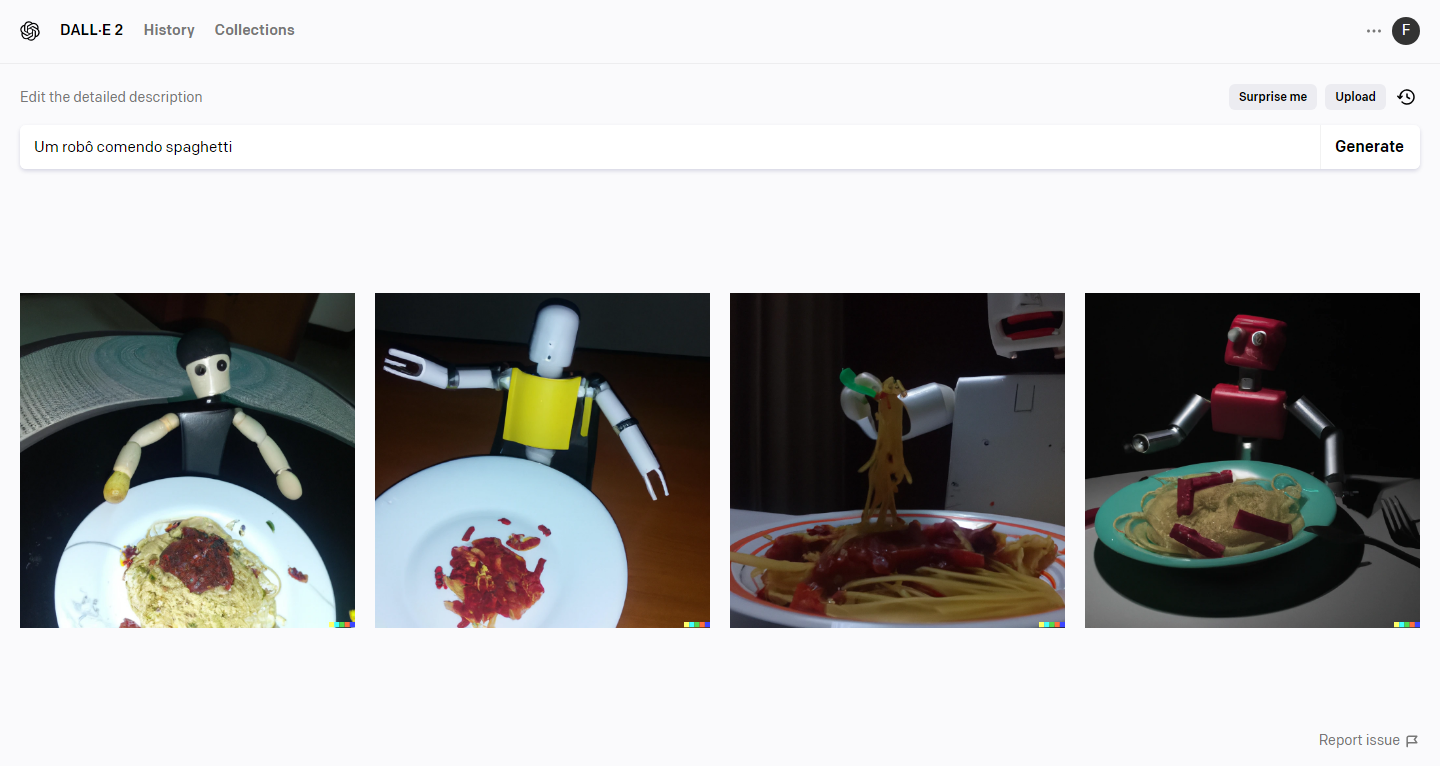 DALL·E 2 History Collections ··· F
Edit the detailed description Surprise me Upload
Um robô comendo spaghetti Generate
Report issue